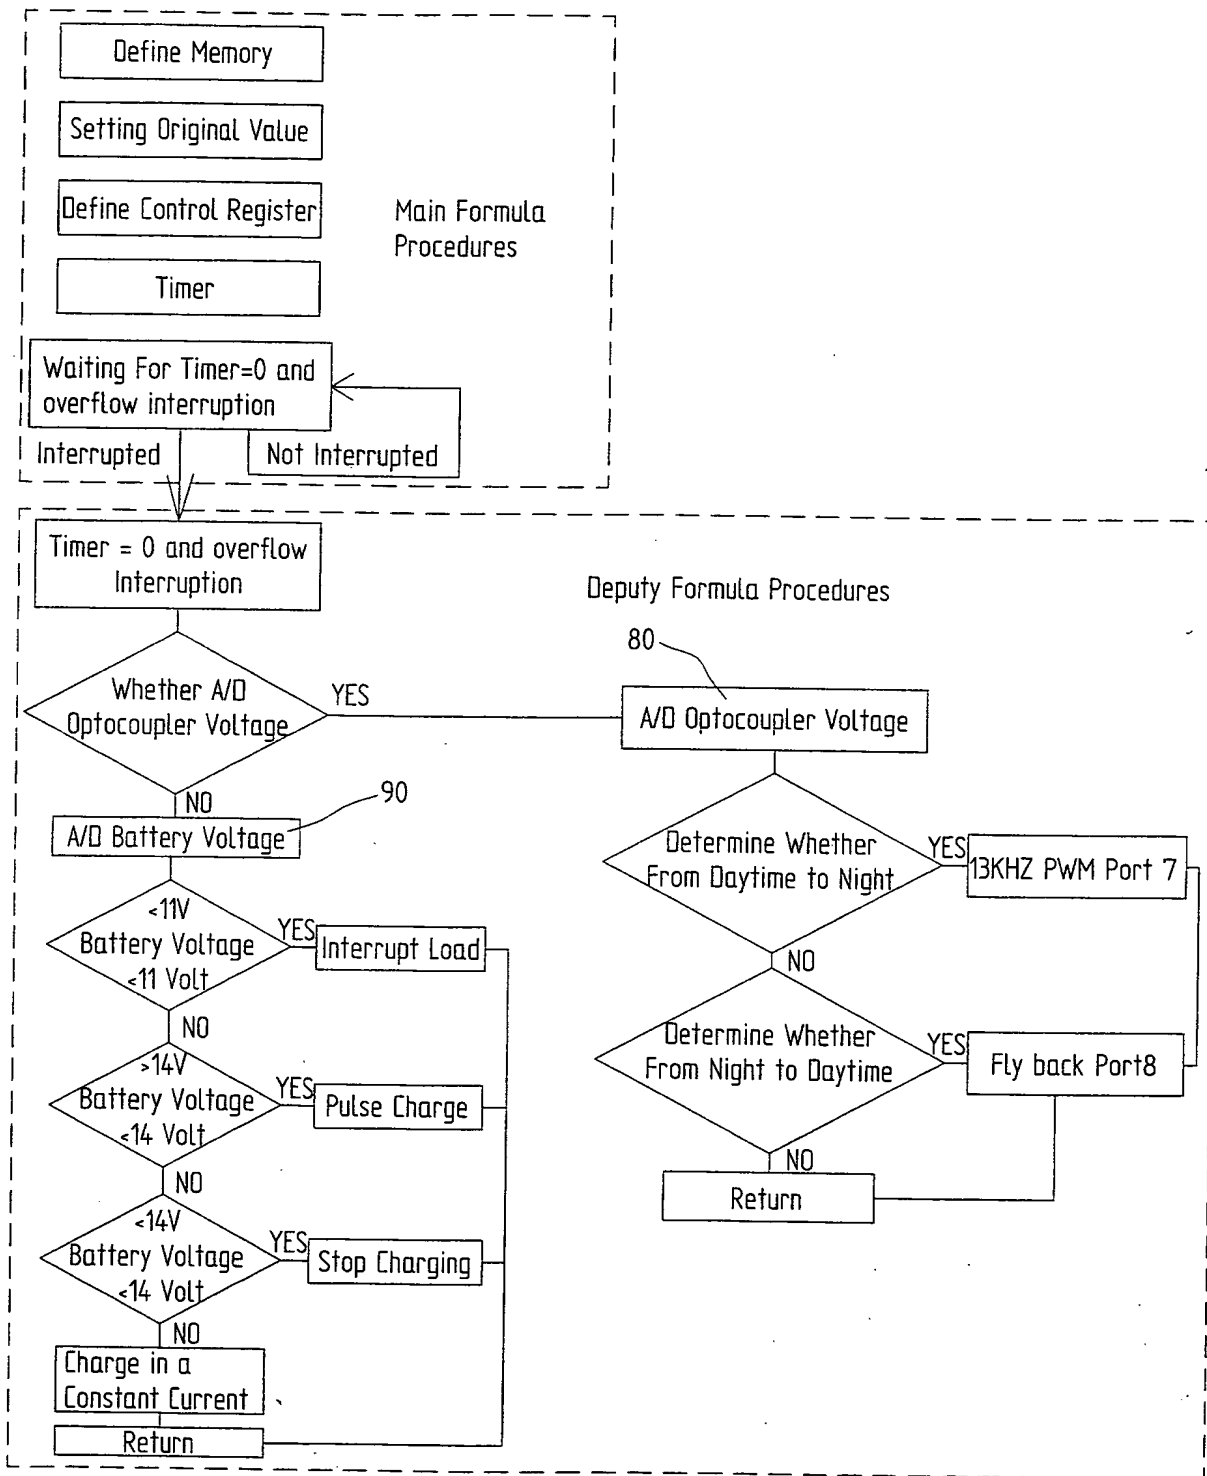 Define Memory
Setting Original Value
Define Control Register
Timer
Main Formula
Procedures
Waiting For Timer=0 and
overflow interruption
Interrupted
Not Interrupted
Timer = 0 and overflow
Interruption
Deputy Formula Procedures
80
Whether A/D
Optocoupler Voltage
YES
A/D Optocoupler Voltage
NO
90
A/D Battery Voltage
Determine Whether
From Daytime to Night
YES
13KHZ PWM Port 7
<11V
Battery Voltage
<11 Volt
YES
Interrupt Load
NO
NO
Determine Whether
From Night to Daytime
YES
Fly back Port8
>14V
Battery Voltage
<14 Volt
YES
Pulse Charge
NO
NO
Return
<14V
Battery Voltage
<14 Volt
YES
Stop Charging
NO
Charge in a
Constant Current
Return